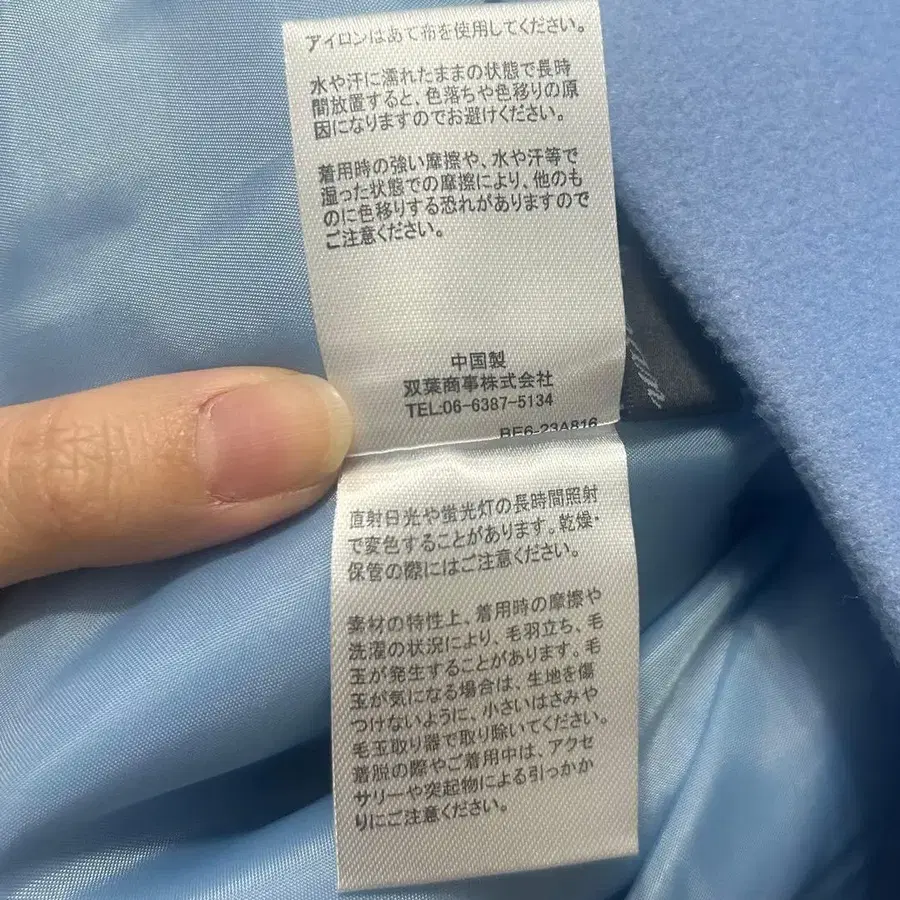 アイロンはあて布を使用してください。
水や汗に濡れたままの状態で長時
間放置すると、色落ちや色移りの原
因になりますのでお避けください。
着用時の強い摩擦や、水や汗等で
湿った状態での摩擦により、他のも
のに色移りする恐れがありますので
ご注意ください。
中国製
双葉商事株式会社
TEL:06-6387-5134
BE6-23A816
直射日光や蛍光灯の長時間照射
で変色することがあります。乾燥・
保管の際にはご注意ください。
素材の特性上、着用時の摩擦や
洗濯の状況により、毛羽立ち、毛
玉が発生することがあります。毛
玉が気になる場合は、生地を傷
つけないように、小さいはさみや
毛玉取り器で取り除いてください。
着脱の際やご着用中は、アクセ
サリーや突起物による引っかか
りにご注意ください。